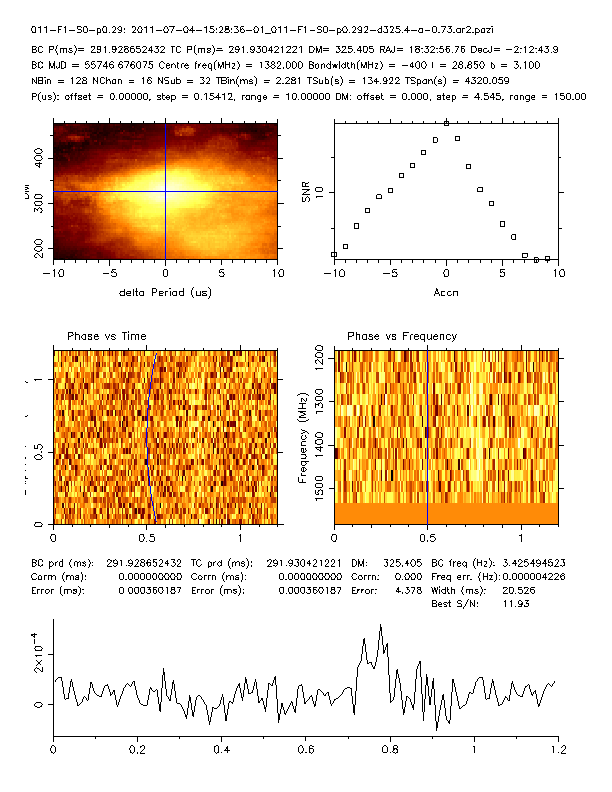 Q11-F1-S0-p0.29: 2011-07-04-15:28:36-01_Q11-F1-S0-p0.292-d325.4-a-0.73.ar2.pazi
BC P(ms)= 291.928652432 TC P(ms)= 291.930421221 DM= 325.405 RAJ= 18:32:56.76 DecJ= -2:12:43.9
BC MJD = 55746.676075 Centre freq(MHz) = 1382.000 Bandwidth(MHz) = -400 l = 28.850 b = 3.100
NBin = 128 NChan = 16 NSub = 32 TBin(ms) = 2.281 TSub(s) = 134.922 TSpan(s) = 4320.059
P(us): offset = 0.00000, step = 0.15412, range = 10.00000 DM: offset = 0.000, step = 4.545, range = 150.00
400
300
200
DM
-10 -5 0 5 10
delta Period (us)
SNR
10
-10 -5 0 5 10
Accn
Phase vs Time
1
0.5
0
0 0.5 1
Phase vs Frequency
Frequency (MHz)
1200
1300
1400
1500
0 0.5 1
BC prd (ms): 291.928652432 TC prd (ms): 291.930421221 DM: 325.405 BC freq (Hz): 3.425494523
Corrn (ms): 0.000000000 Corrn (ms): 0.000000000 Corrn: 0.000 Freq err. (Hz): 0.000004226
Error (ms): 0.000360187 Error (ms): 0.000360187 Error: 4.378 Width (ms): 20.526
Best S/N: 11.93
2×10-4
0
0 0.2 0.4 0.6 0.8 1 1.2